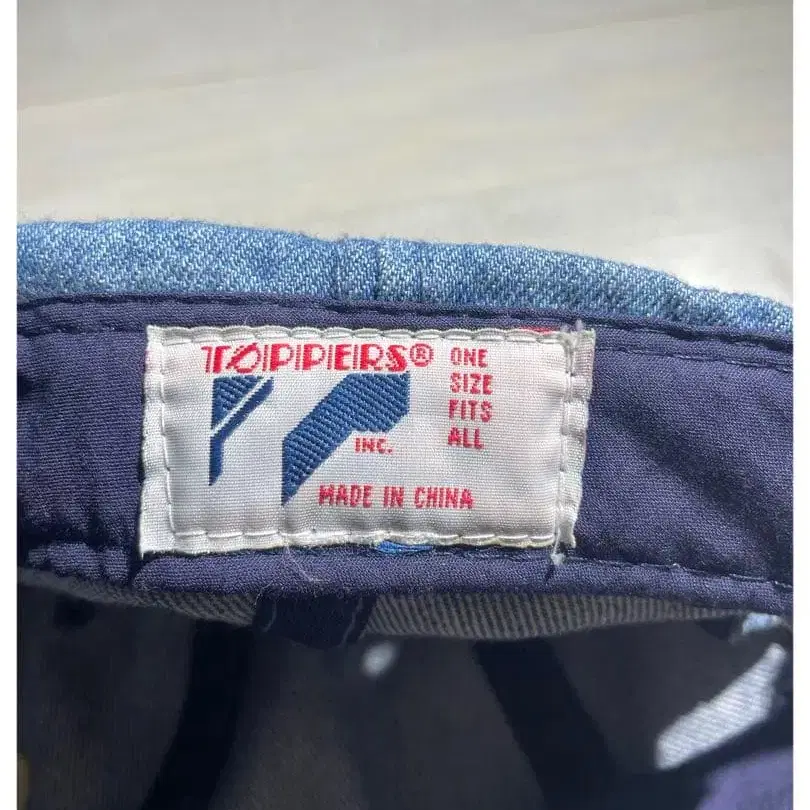 TOPPERS®
INC.
MADE IN CHINA
ONE
SIZE
FITS
ALL